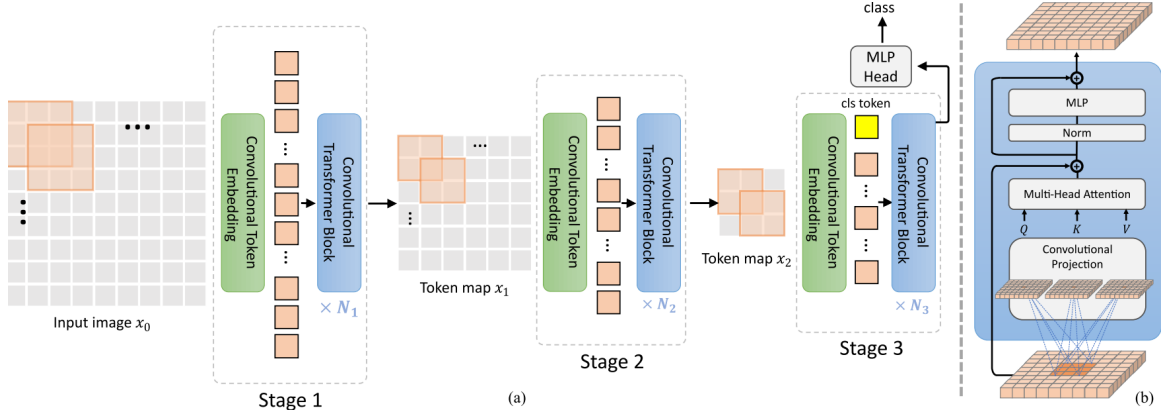 class
MLP
Head
cls token
Convolutional Token
Embedding
Convolutional
Transformer Block
× N₁
Input image x₀
Stage 1
Token map x₁
Convolutional Token
Embedding
Convolutional
Transformer Block
× N₂
Stage 2
Token map x₂
Convolutional Token
Embedding
Convolutional
Transformer Block
× N₃
Stage 3
(a)
MLP
Norm
Multi-Head Attention
Q K V
Convolutional
Projection
(b)